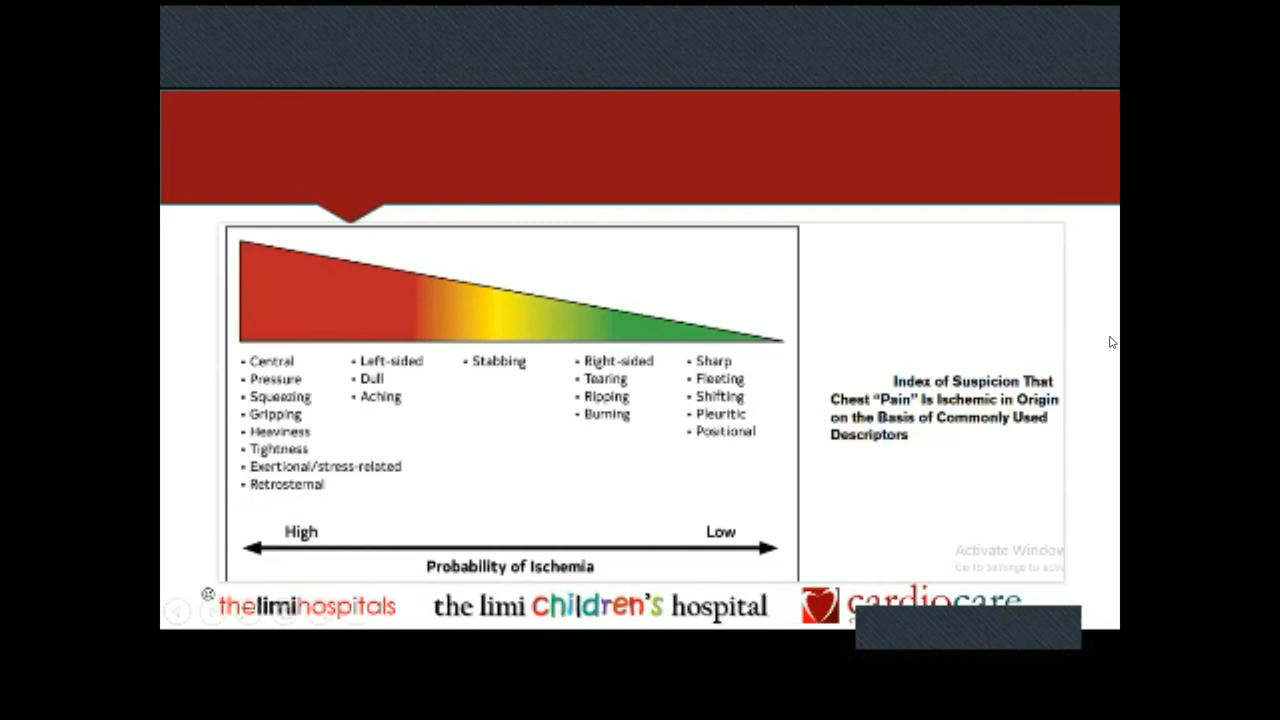 • Central
• Pressure
• Squeezing
• Gripping
• Heaviness
• Tightness
• Exertional/stress-related
• Retrosternal
• Left-sided
• Dull
• Aching
• Stabbing
• Right-sided
• Tearing
• Ripping
• Burning
• Sharp
• Fleeting
• Shifting
• Pleuritic
• Positional
High
Low
Probability of Ischemia
Index of Suspicion That
Chest “Pain” Is Ischemic in Origin
on the Basis of Commonly Used
Descriptors
Activate Window
Go to Settings to acti
thelimihospitals
the limi children's hospital
cardiocare